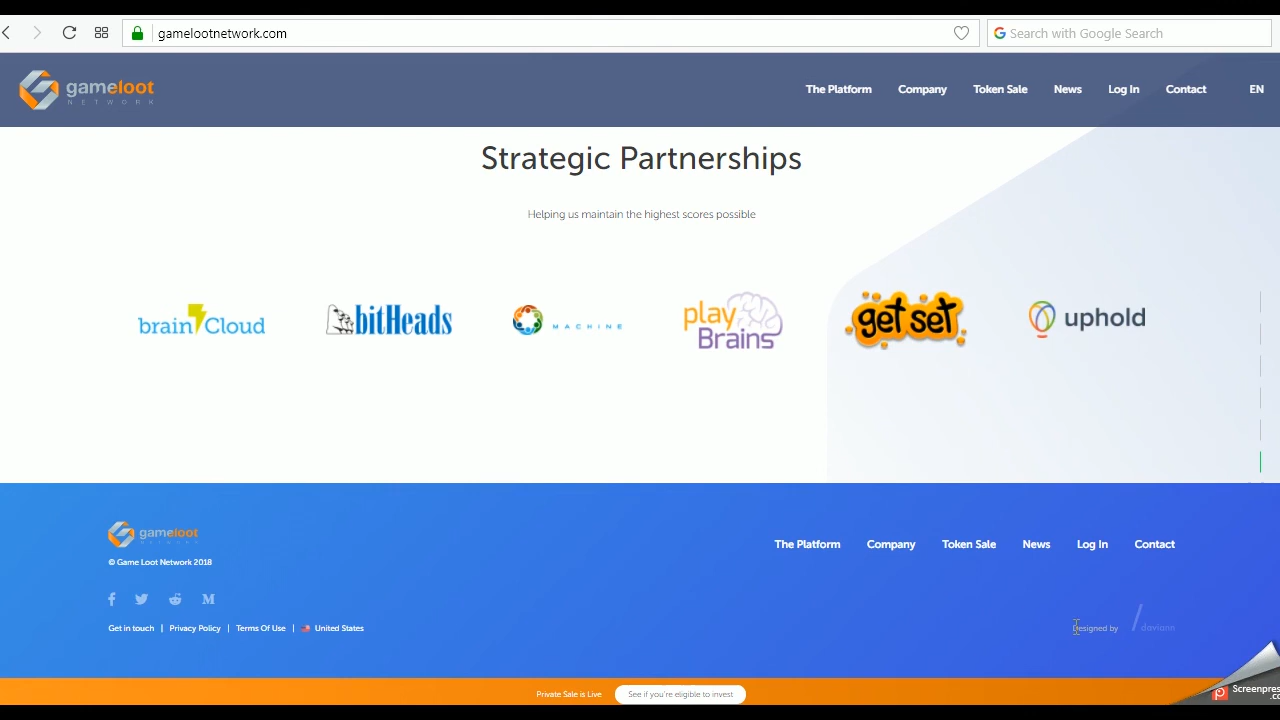 gamelootnetwork.com
Search with Google Search
gameloot
NETWORK
The Platform Company Token Sale News Log In Contact EN
Strategic Partnerships
Helping us maintain the highest scores possible
brainCloud
bitHeads
MACHINE
play
Brains
get set
uphold
gameloot
NETWORK
© Game Loot Network 2018
The Platform Company Token Sale News Log In Contact
Get in touch | Privacy Policy | Terms Of Use | United States
Designed by daviann
Private Sale is Live See if you're eligible to invest